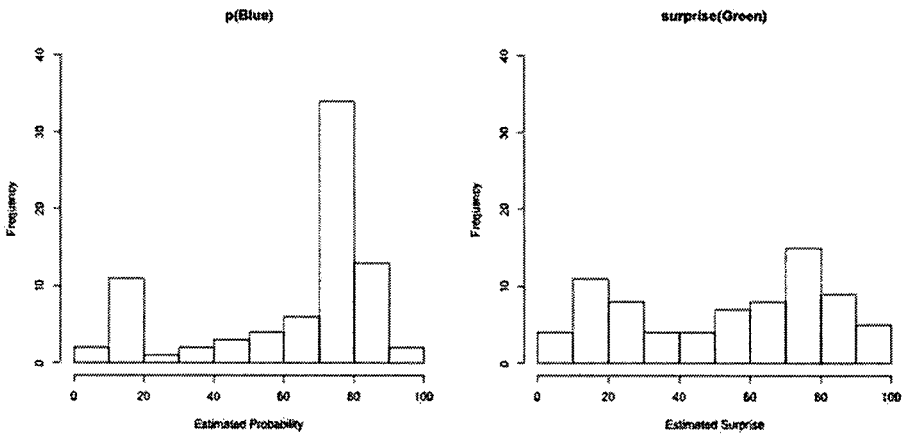 p(Blue)
Frequency
40
30
20
10
0
0 20 40 60 80 100
Estimated Probability
surprise(Green)
Frequency
40
30
20
10
0
0 20 40 60 80 100
Estimated Surprise